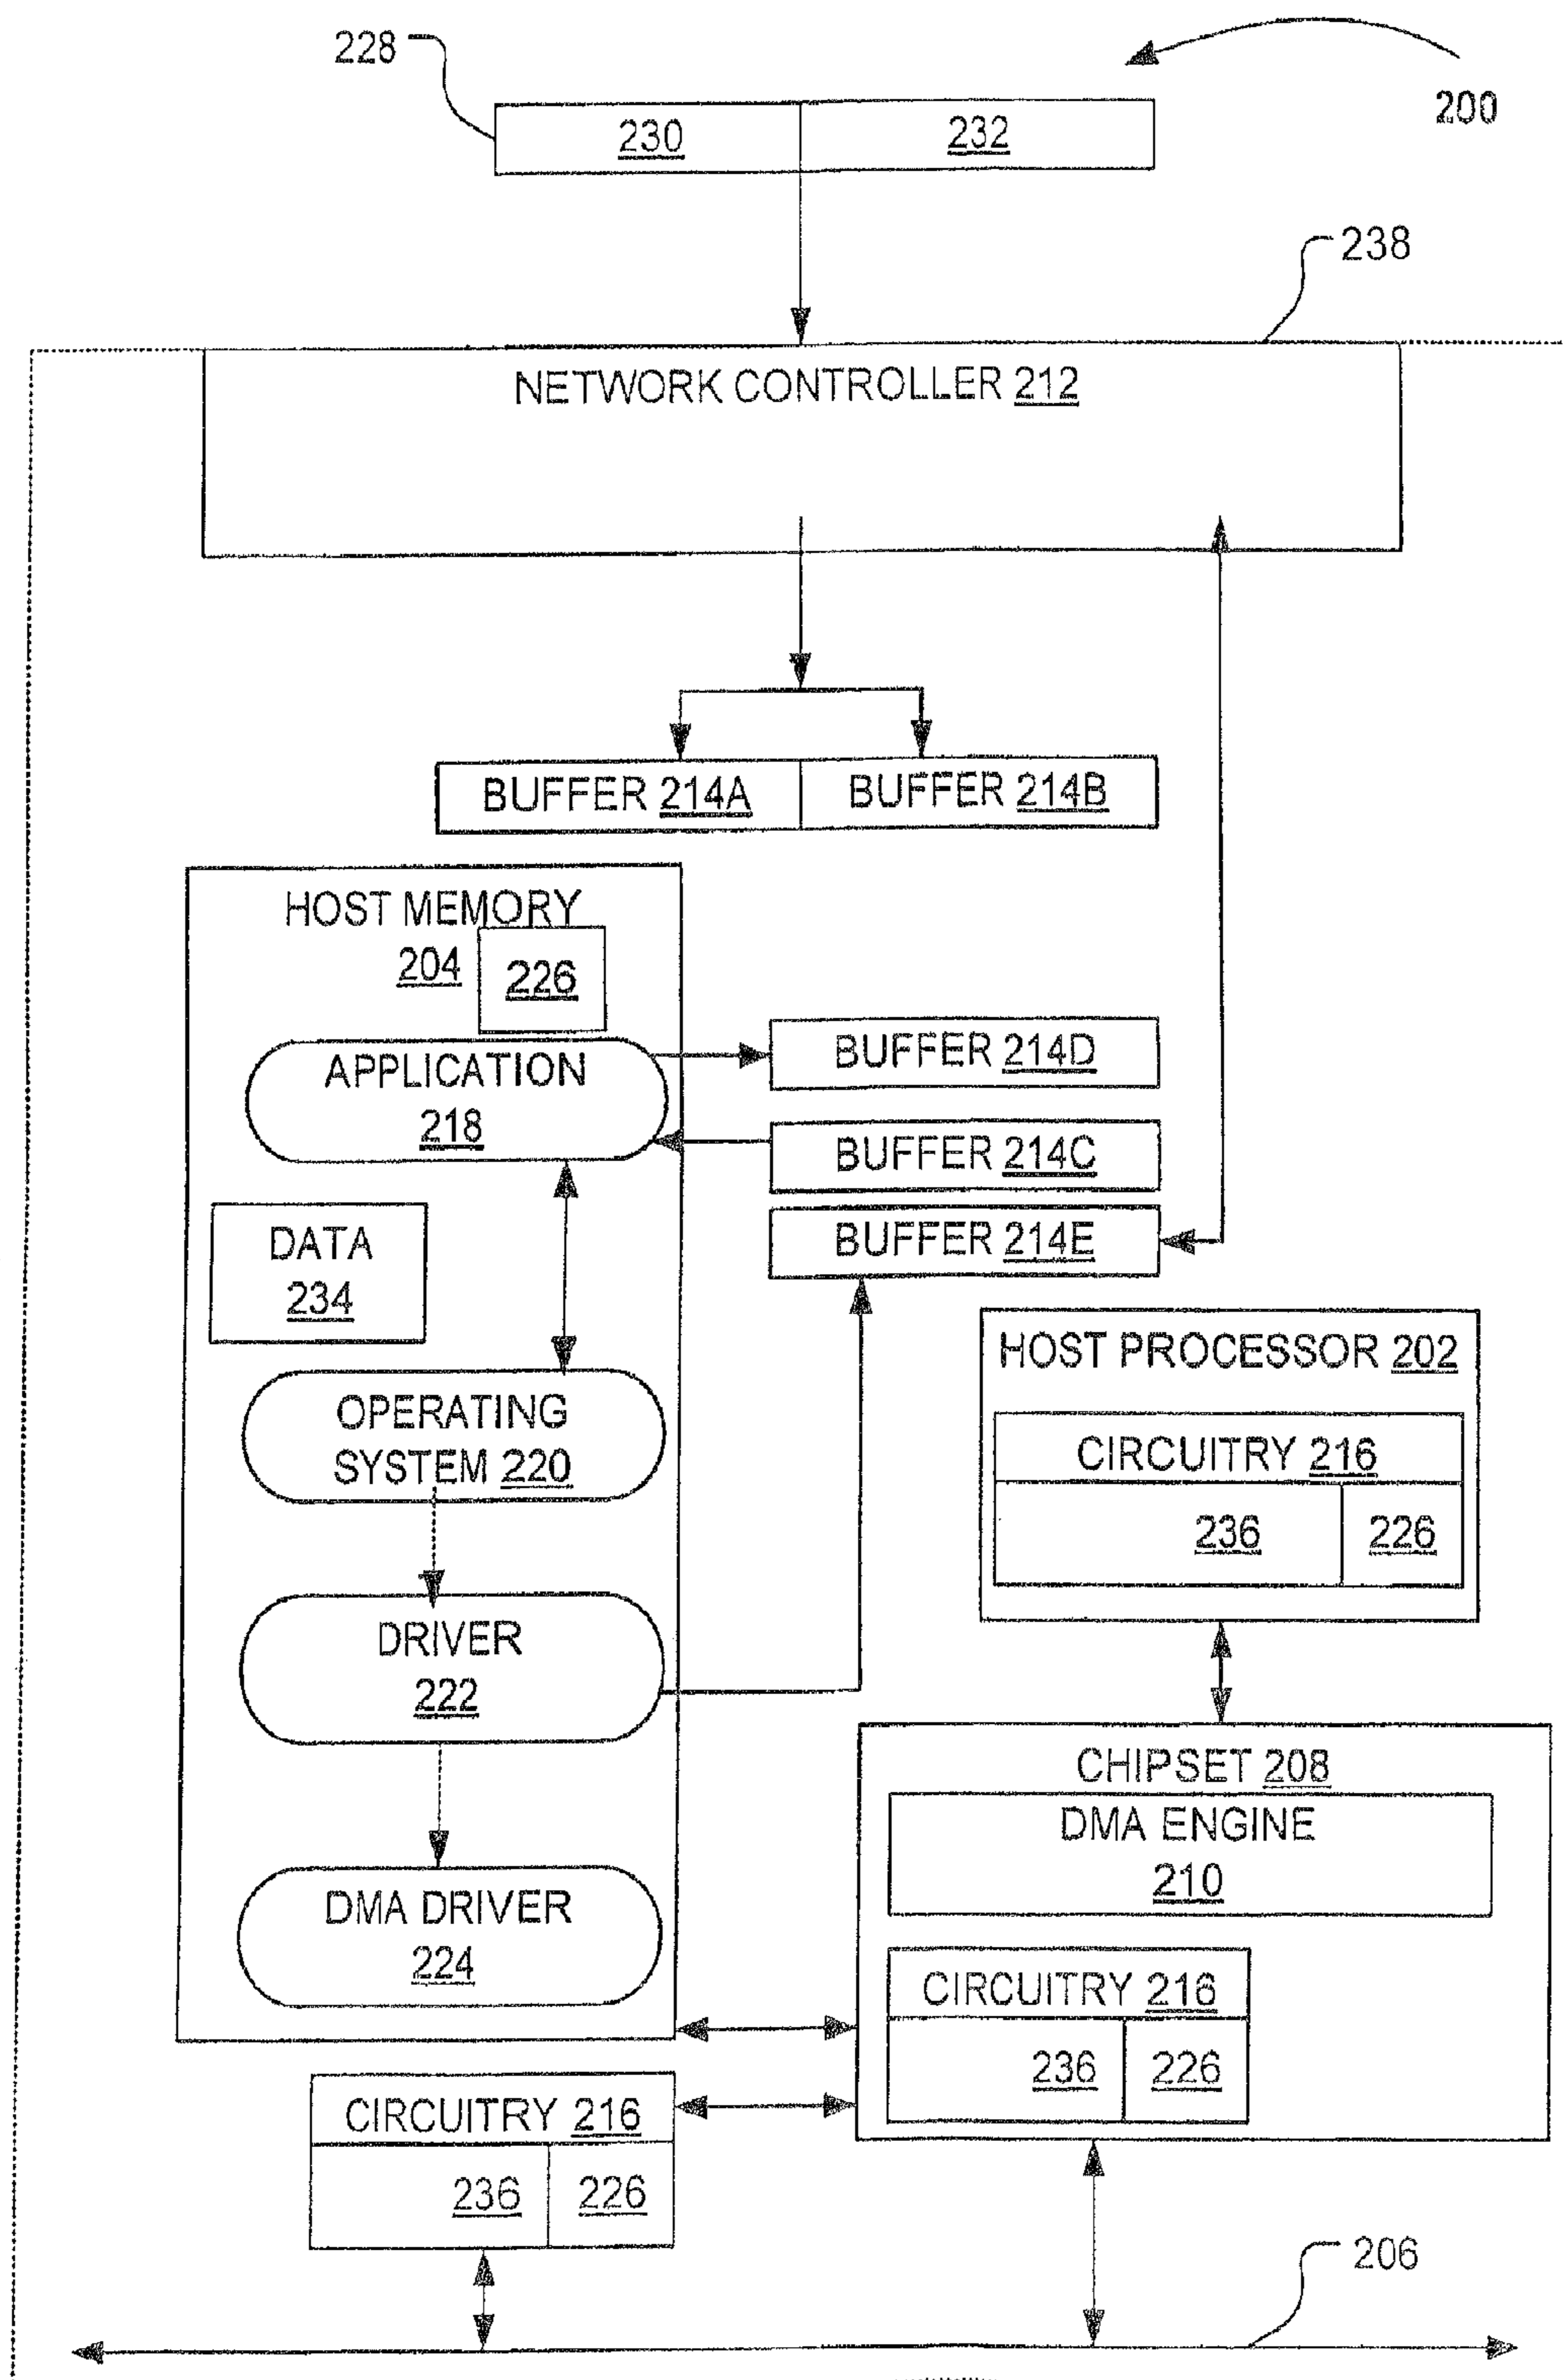 228
200
230
232
238
NETWORK CONTROLLER 212
BUFFER 214A
BUFFER 214B
HOST MEMORY
204
226
APPLICATION
218
BUFFER 214D
BUFFER 214C
BUFFER 214E
DATA
234
OPERATING
SYSTEM 220
HOST PROCESSOR 202
CIRCUITRY 216
236
226
DRIVER
222
CHIPSET 208
DMA ENGINE
210
DMA DRIVER
224
CIRCUITRY 216
236
226
CIRCUITRY 216
236
226
206